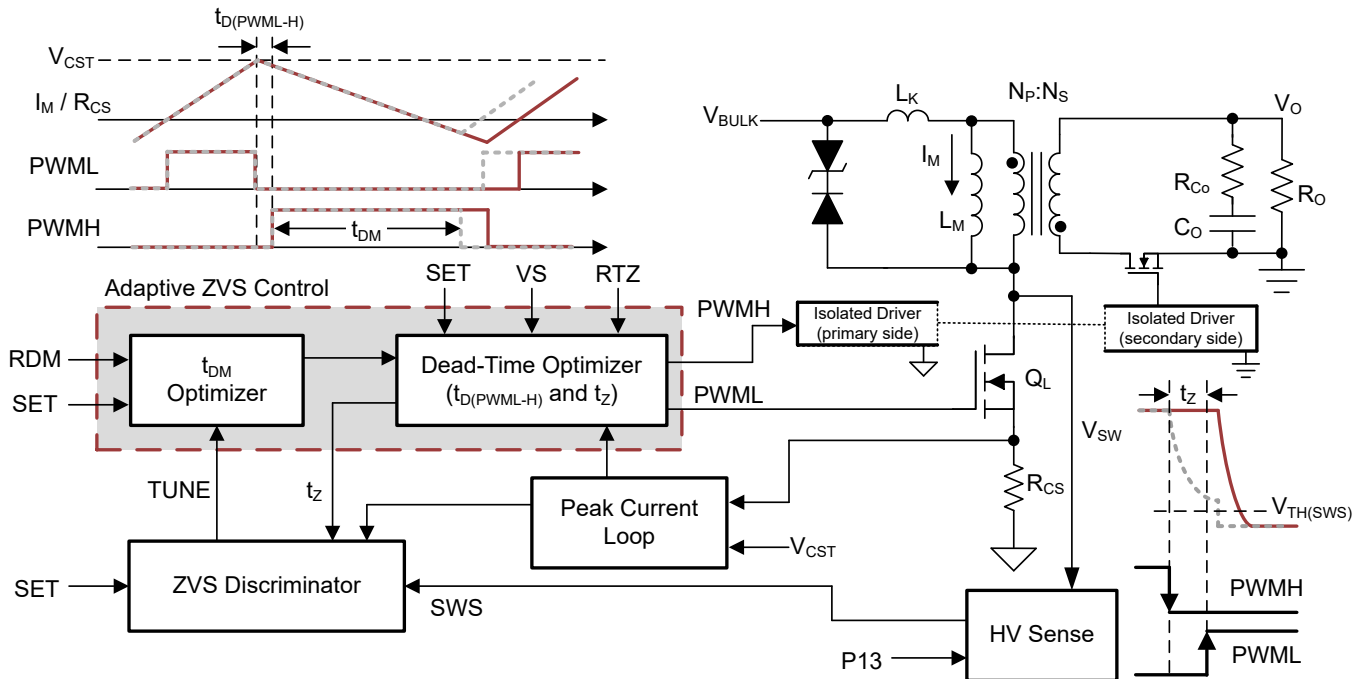 tD(PWML-H)
VCST
IM / RCS
PWML
PWMH
tDM
VBULK
LK
NP:NS
VO
IM
LM
RCo
CO
RO
SET
VS
RTZ
Adaptive ZVS Control
RDM
SET
tDM
Optimizer
Dead-Time Optimizer
(tD(PWML-H) and tZ)
PWMH
PWML
Isolated Driver
(primary side)
Isolated Driver
(secondary side)
QL
VSW
RCS
tZ
VTH(SWS)
PWMH
PWML
TUNE
tZ
Peak Current
Loop
VCST
SET
ZVS Discriminator
SWS
HV Sense
P13